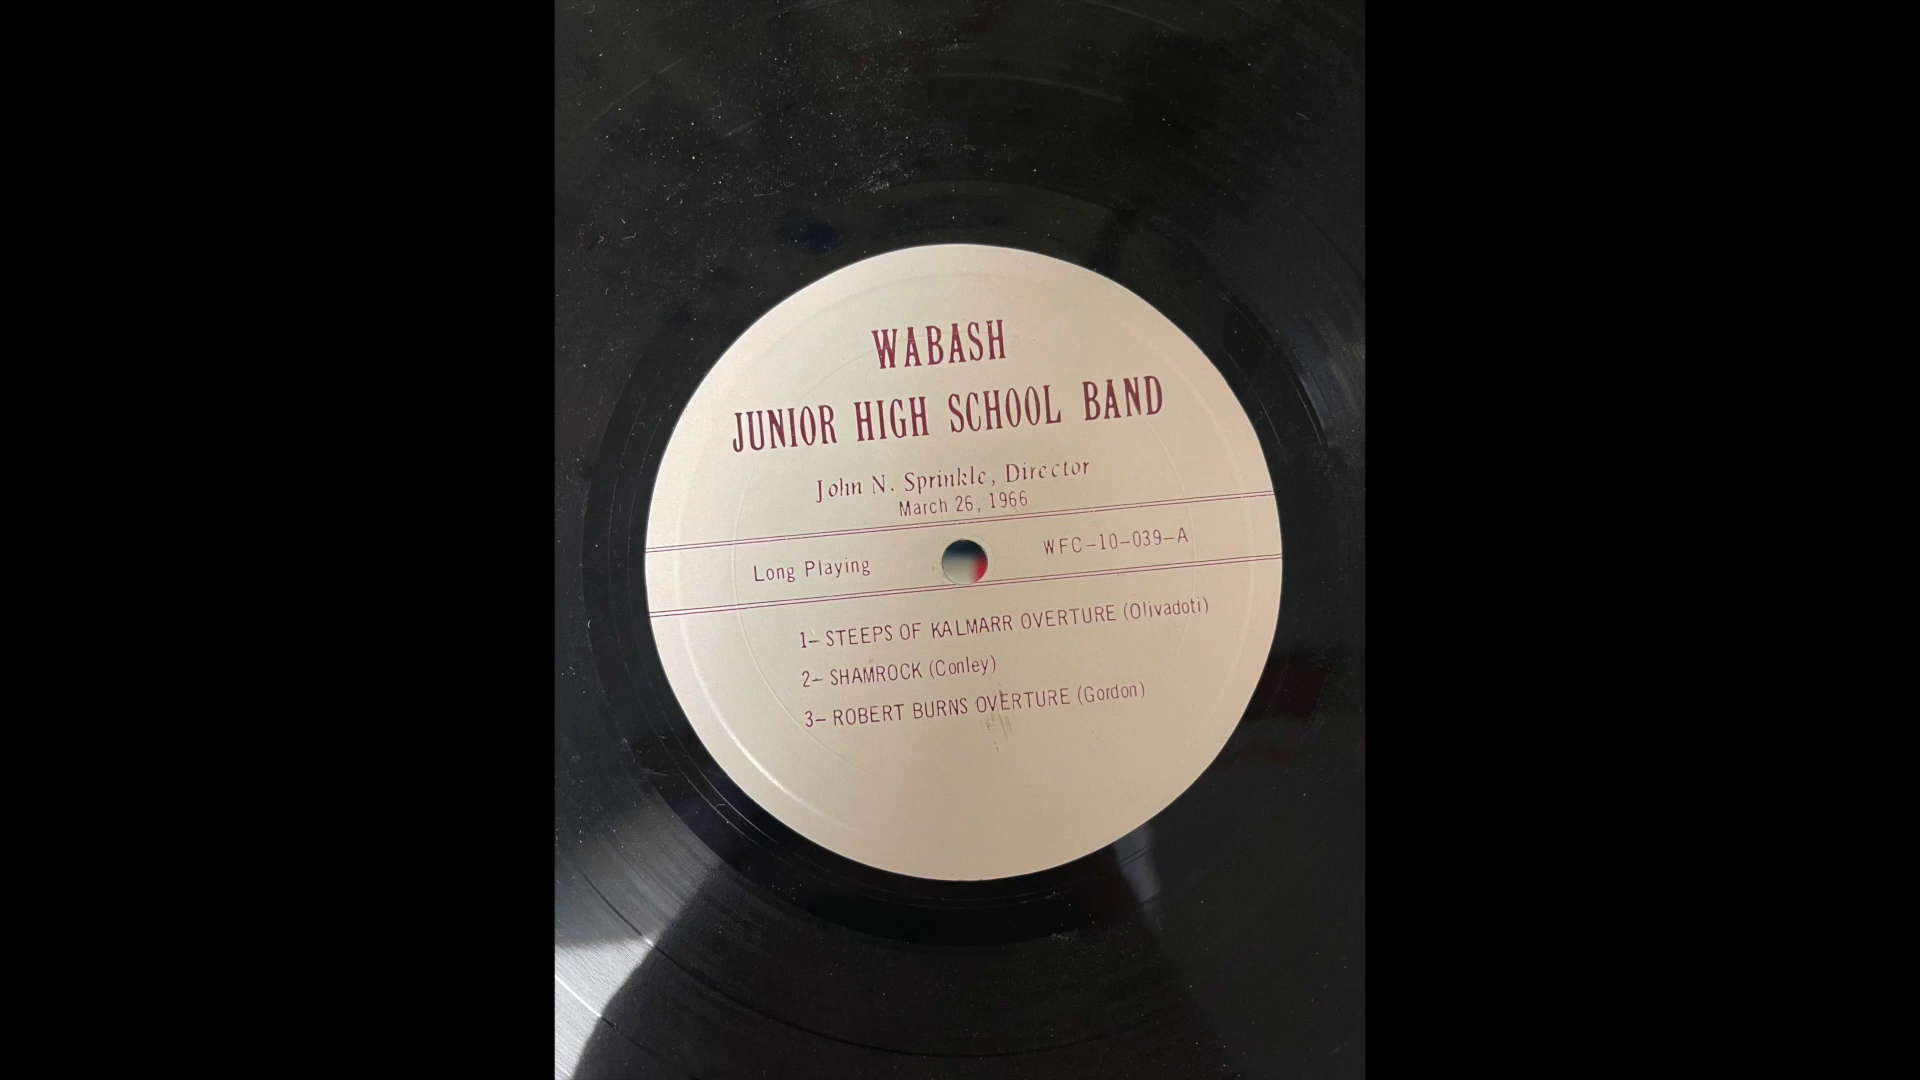 WABASH
JUNIOR HIGH SCHOOL BAND
John N. Sprinkle, Director
March 26, 1966
Long Playing WFC-10-039-A
1- STEEPS OF KALMARR OVERTURE (Olivadoti)
2- SHAMROCK (Conley)
3- ROBERT BURNS OVERTURE (Gordon)